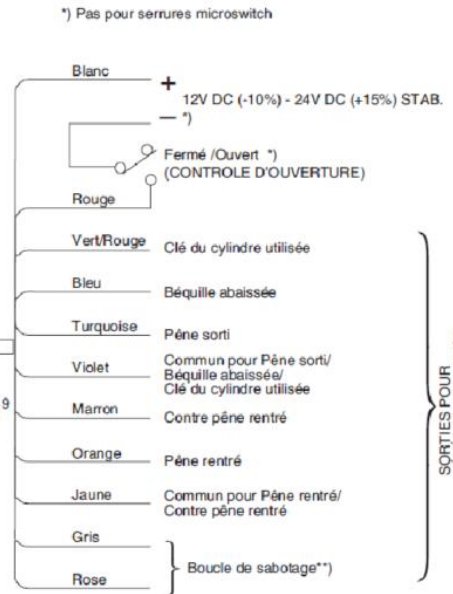 *) Pas pour serrures microswitch
Blanc
+
12V DC (-10%) - 24V DC (+15%) STAB.
— *)
Fermé /Ouvert *)
(CONTROLE D'OUVERTURE)
Rouge
Vert/Rouge Clé du cylindre utilisée
Bleu Béquille abaissée
Turquoise Pêne sorti
Violet Commun pour Pêne sorti/
Béquille abaissée/
Clé du cylindre utilisée
9
Marron Contre pêne rentré
Orange Pêne rentré
Jaune Commun pour Pêne rentré/
Contre pêne rentré
Gris
Boucle de sabotage**)
Rose
SORTIES POUR